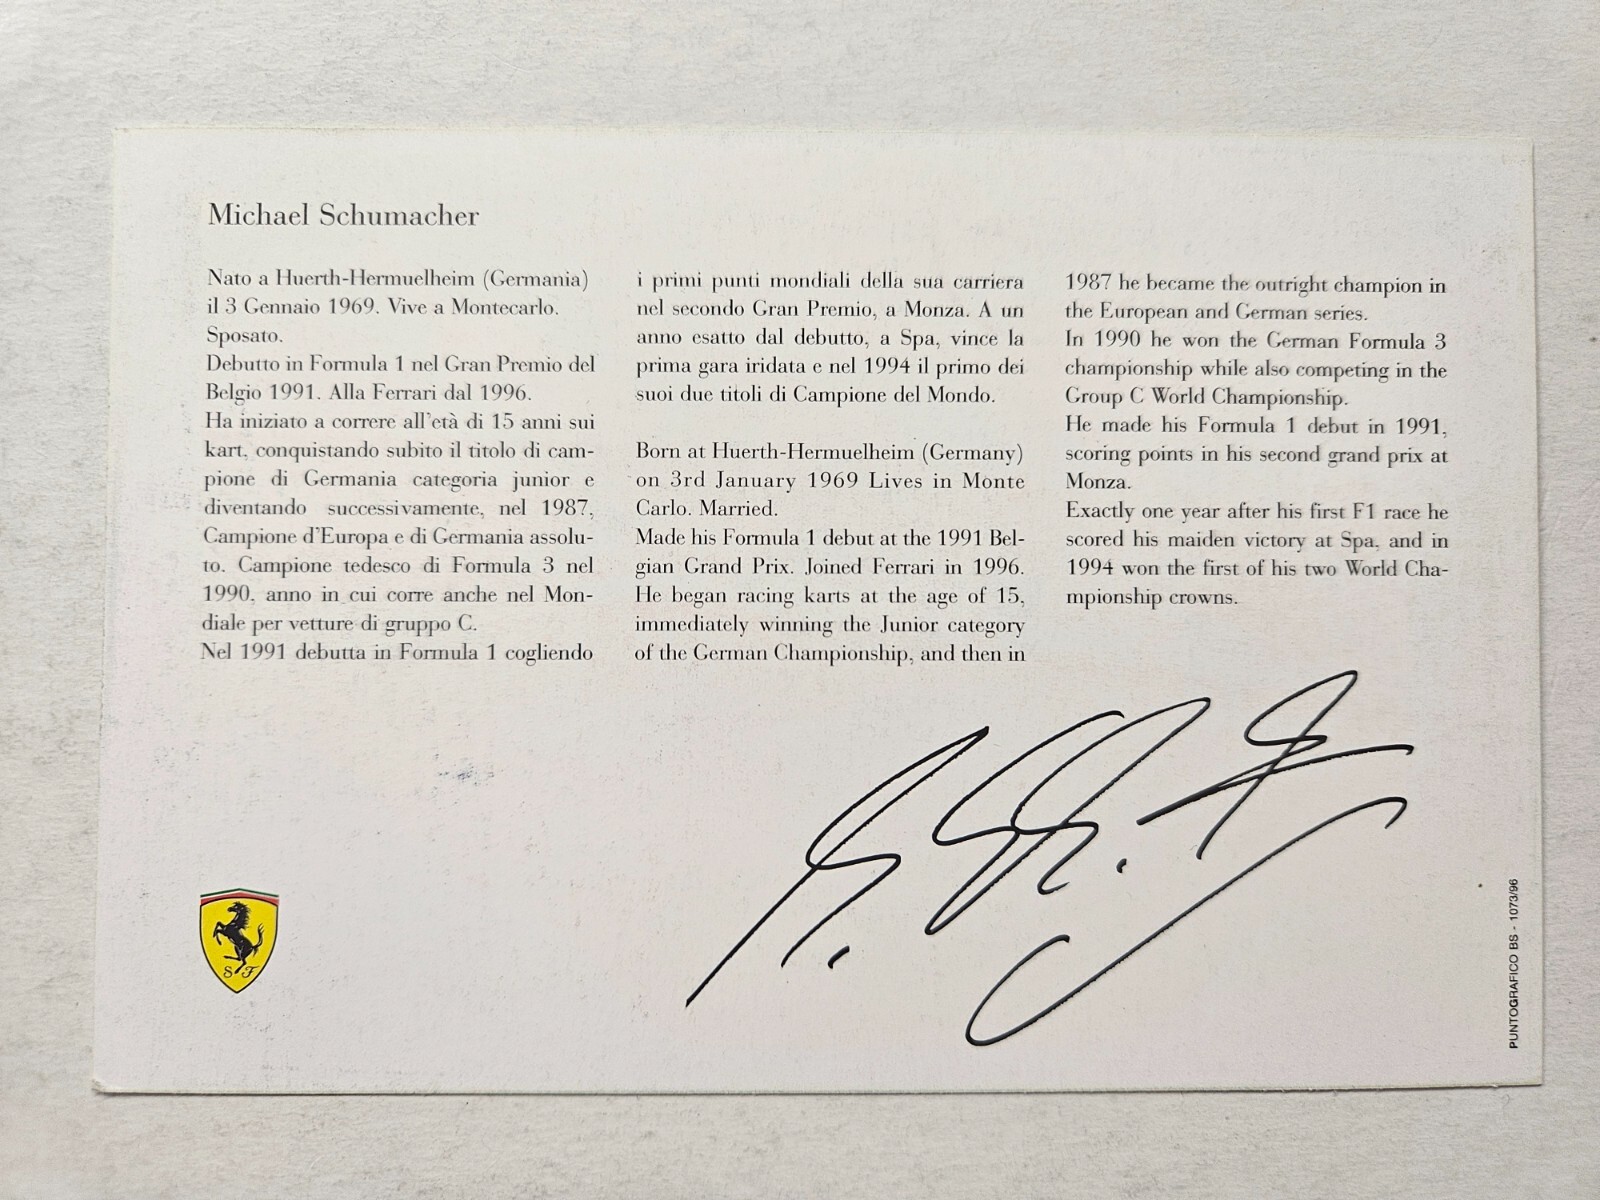 Michael Schumacher
Nato a Huerth-Hermuelheim (Germania)
il 3 Gennaio 1969. Vive a Montecarlo.
Sposato.
Debutto in Formula 1 nel Gran Premio del
Belgio 1991. Alla Ferrari dal 1996.
Ha iniziato a correre all'età di 15 anni sui
kart, conquistando subito il titolo di cam-
pione di Germania categoria junior e
diventando successivamente, nel 1987,
Campione d'Europa e di Germania assolu-
to. Campione tedesco di Formula 3 nel
1990, anno in cui corre anche nel Mon-
diale per vetture di gruppo C.
Nel 1991 debutta in Formula 1 cogliendo
i primi punti mondiali della sua carriera
nel secondo Gran Premio, a Monza. A un
anno esatto dal debutto, a Spa, vince la
prima gara iridata e nel 1994 il primo dei
suoi due titoli di Campione del Mondo.
Born at Huerth-Hermuelheim (Germany)
on 3rd January 1969 Lives in Monte
Carlo. Married.
Made his Formula 1 debut at the 1991 Bel-
gian Grand Prix. Joined Ferrari in 1996.
He began racing karts at the age of 15,
immediately winning the Junior category
of the German Championship, and then in
1987 he became the outright champion in
the European and German series.
In 1990 he won the German Formula 3
championship while also competing in the
Group C World Championship.
He made his Formula 1 debut in 1991,
scoring points in his second grand prix at
Monza.
Exactly one year after his first F1 race he
scored his maiden victory at Spa, and in
1994 won the first of his two World Cha-
mpionship crowns.
S F
PUNTOGRAFICO BS - 1073/96